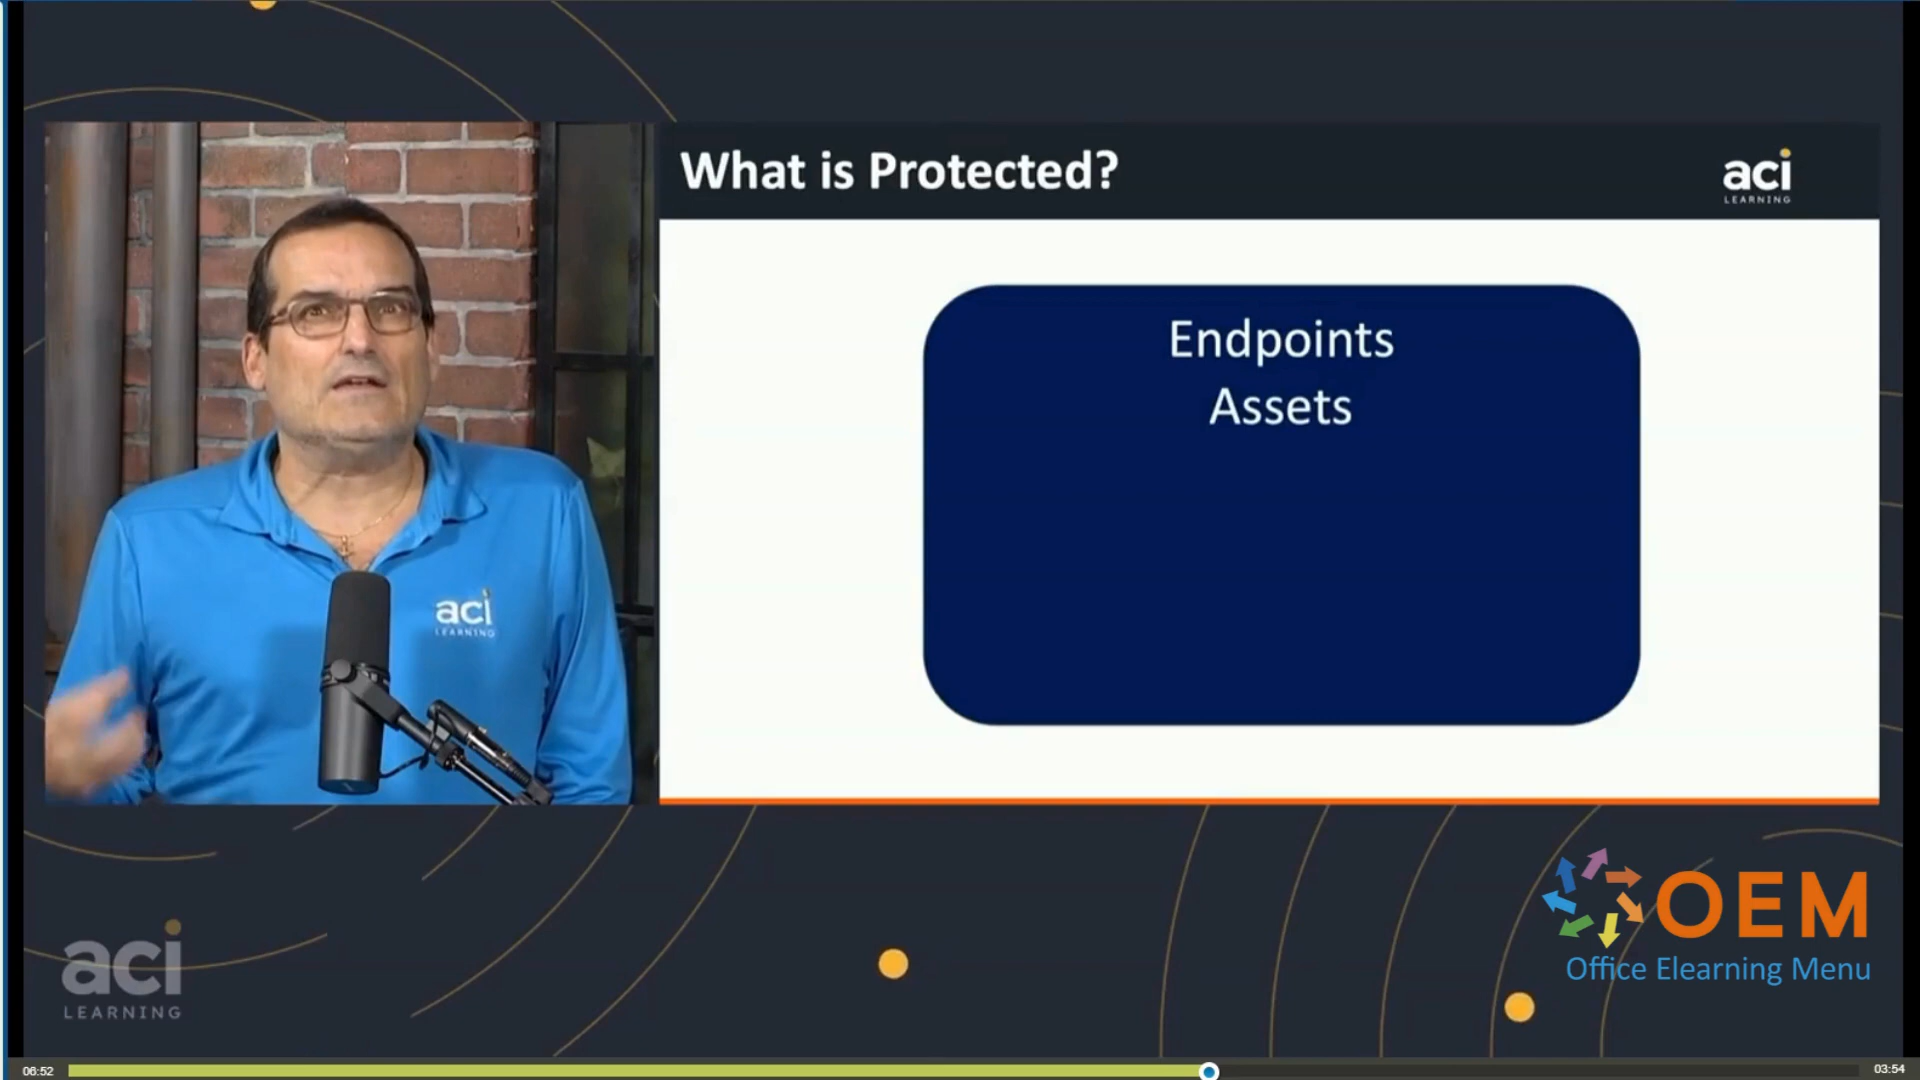 What is Protected?
aci
LEARNING
Endpoints
Assets
aci
LEARNING
aci
LEARNING
OEM
Office Elearning Menu
06:52
03:54